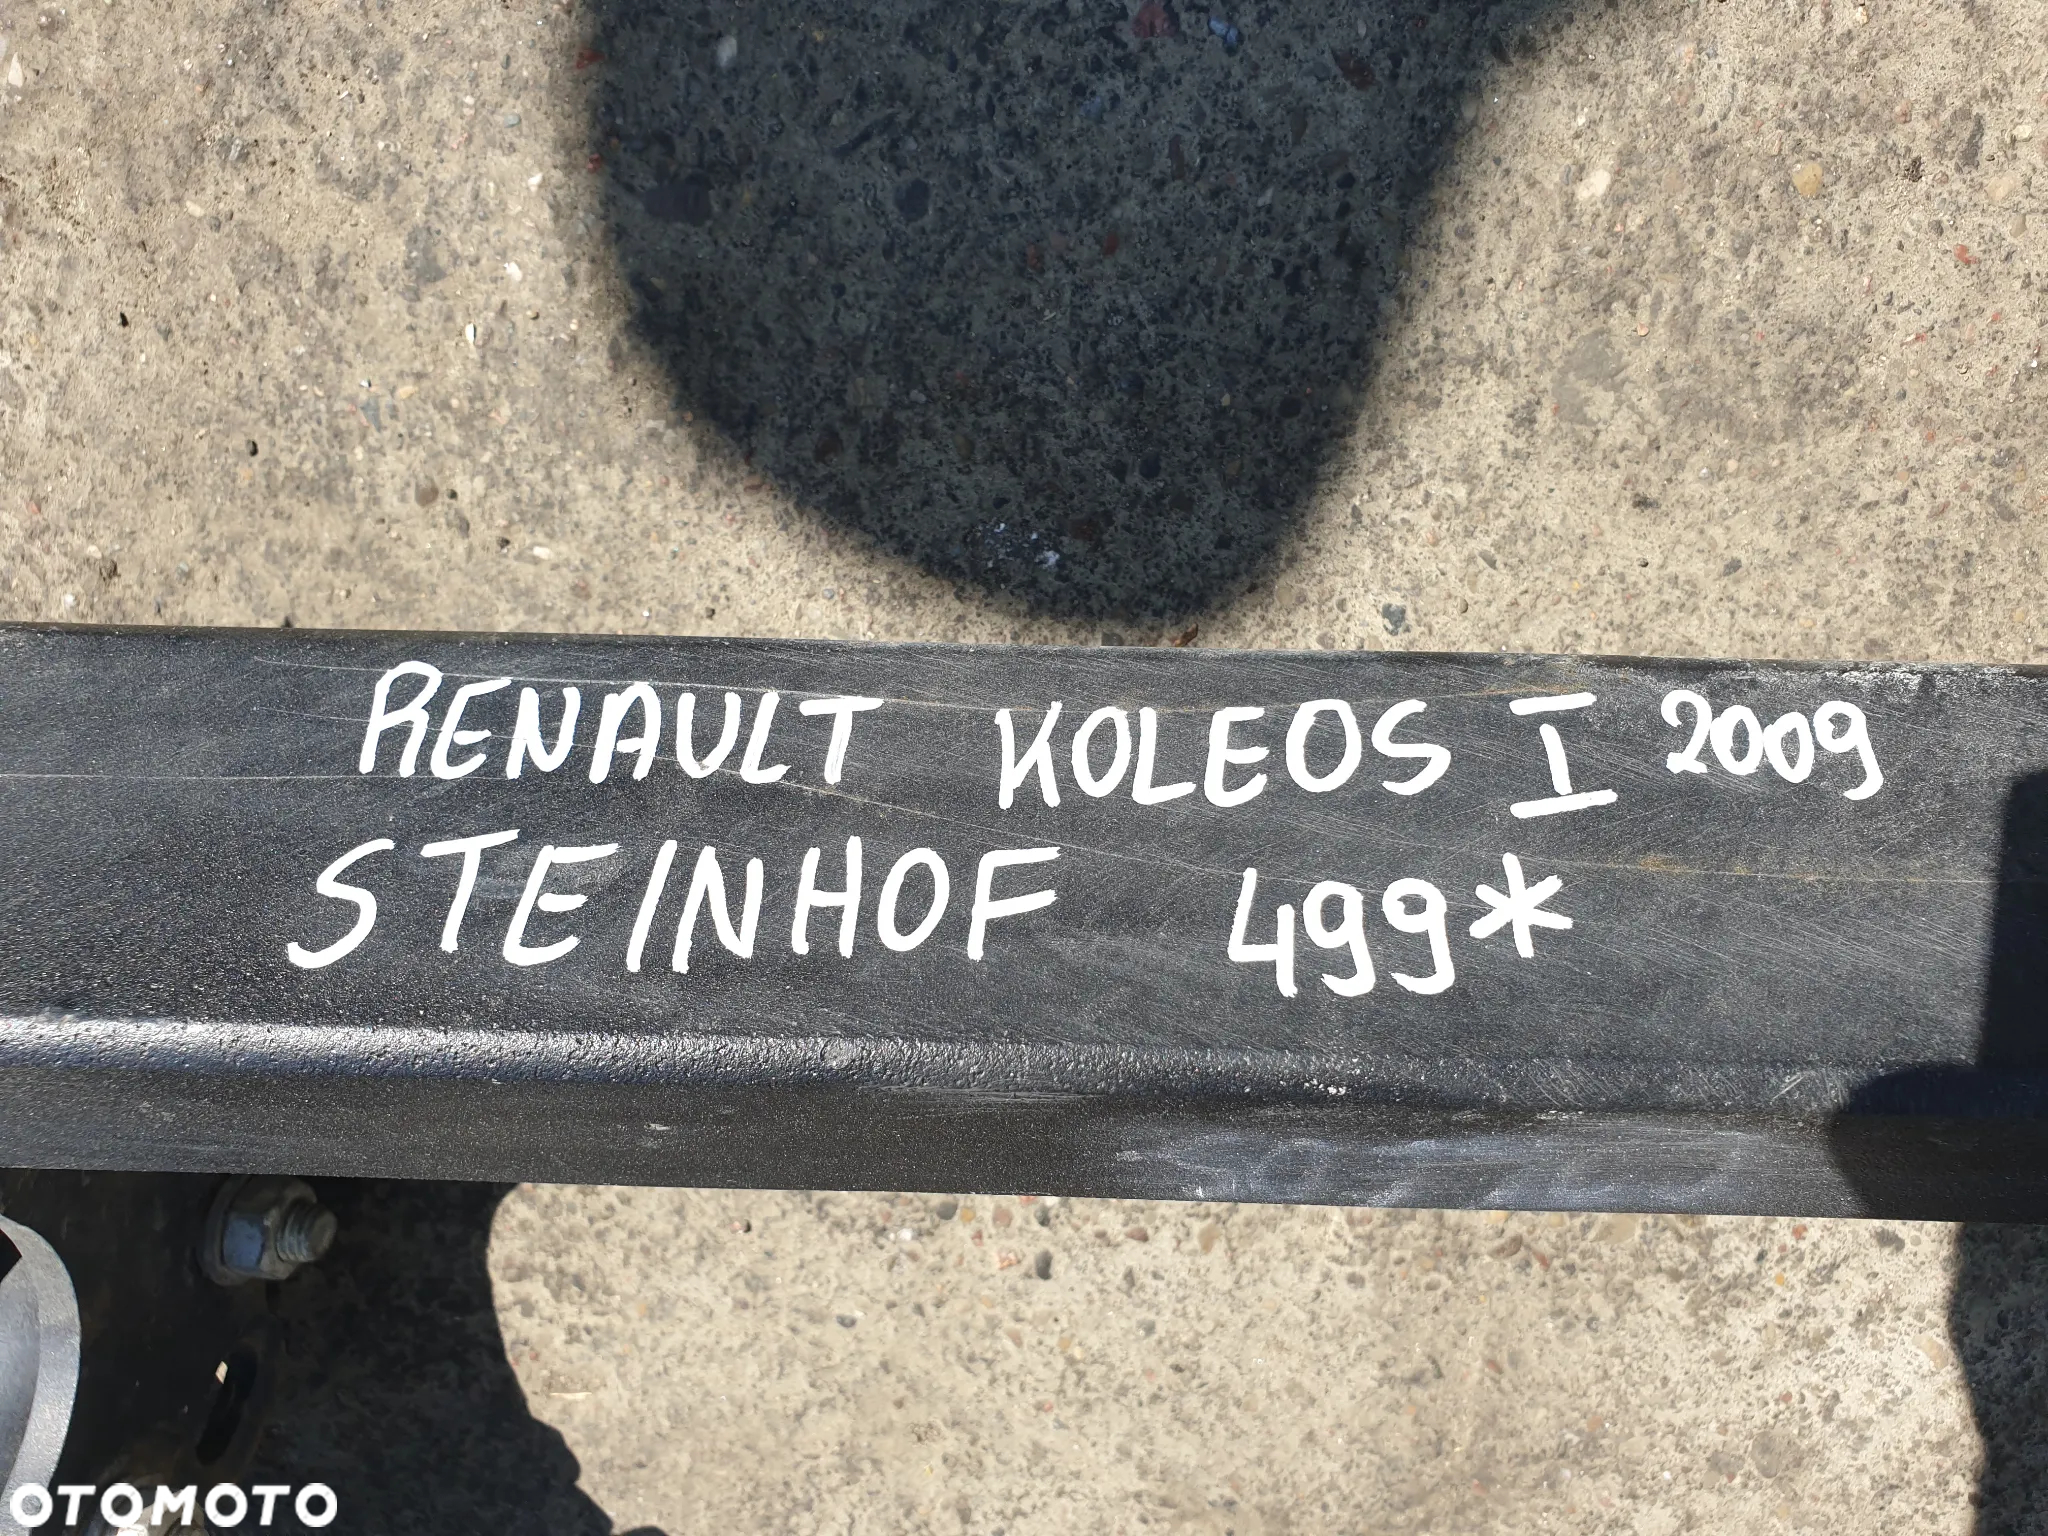 RENAULT KOLEOS I 2009
STEINHOF 499*
OTOMOTO